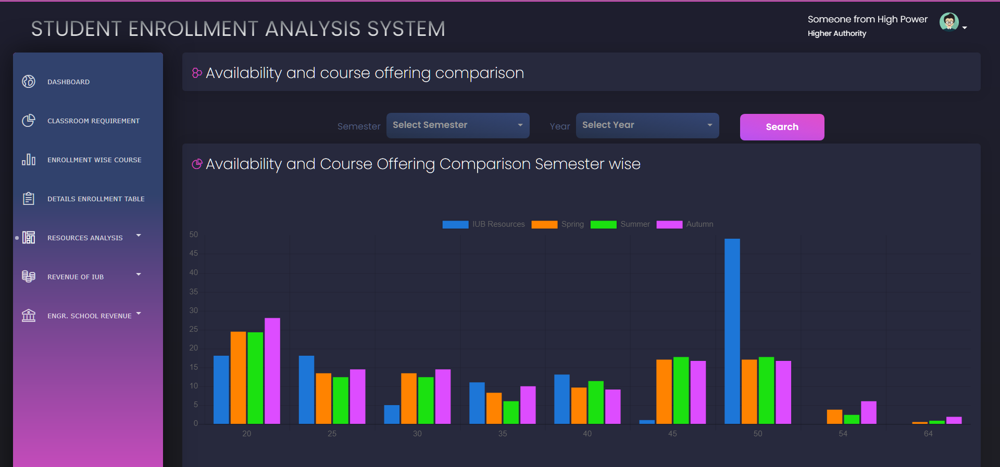 STUDENT ENROLLMENT ANALYSIS SYSTEM
Someone from High Power
Higher Authority
DASHBOARD
CLASSROOM REQUIREMENT
ENROLLMENT WISE COURSE
DETAILS ENROLLMENT TABLE
RESOURCES ANALYSIS
REVENUE OF IUB
ENGR. SCHOOL REVENUE
Availability and course offering comparison
Semester Select Semester Year Select Year Search
Availability and Course Offering Comparison Semester wise
IUB Resources Spring Summer Autumn
50
45
40
35
30
25
20
15
10
5
0
20 25 30 35 40 45 50 54 64